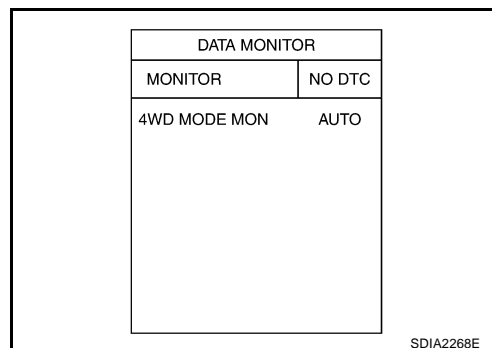 DATA MONITOR
MONITOR NO DTC
4WD MODE MON AUTO
SDIA2268E